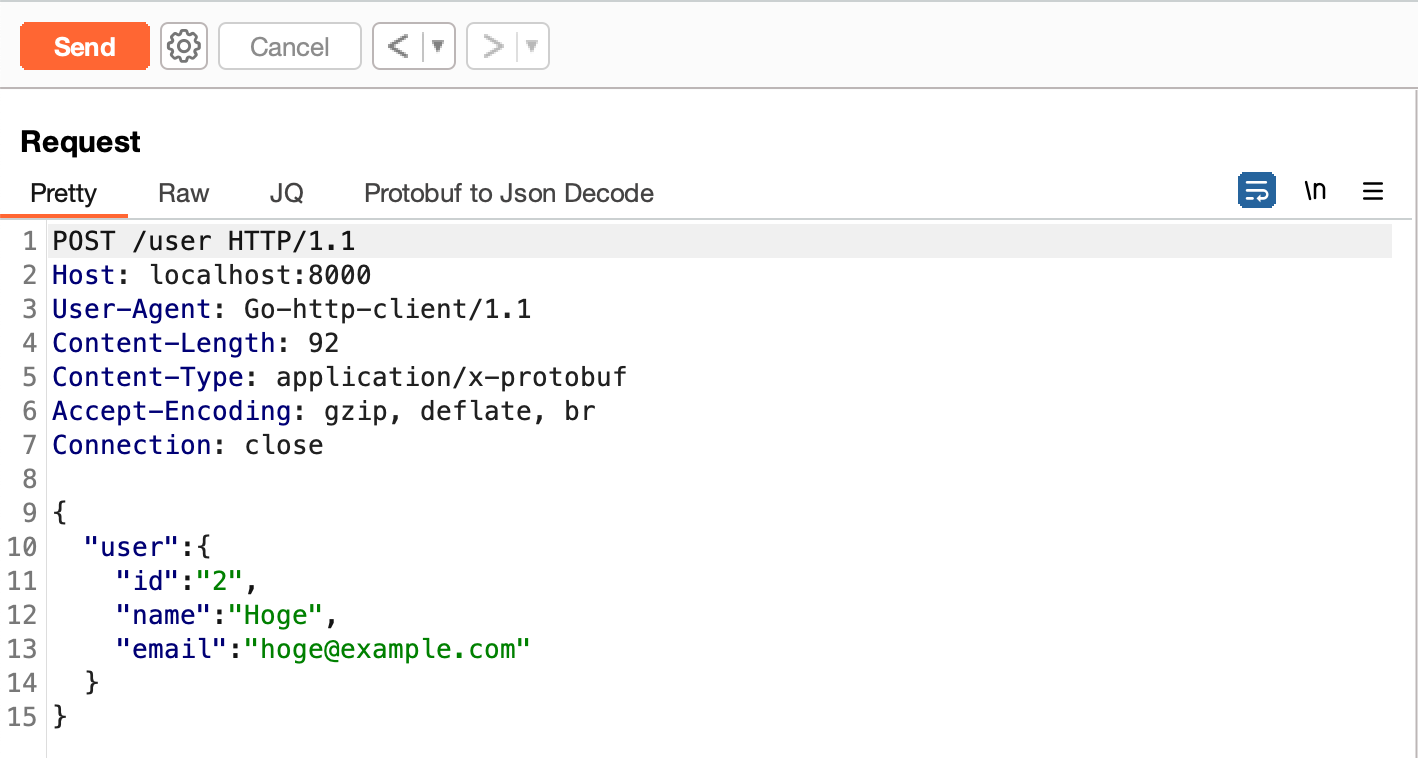 Send Cancel < ▼ > ▼
Request
Pretty Raw JQ Protobuf to Json Decode \n
1 POST /user HTTP/1.1
2 Host: localhost:8000
3 User-Agent: Go-http-client/1.1
4 Content-Length: 92
5 Content-Type: application/x-protobuf
6 Accept-Encoding: gzip, deflate, br
7 Connection: close
8
9 {
10   "user":{
11     "id":"2",
12     "name":"Hoge",
13     "email":"hoge@example.com"
14   }
15 }